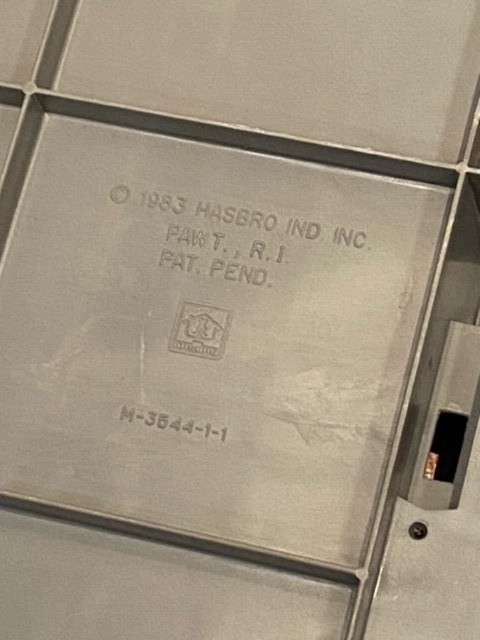 © 1983 HASBRO IND INC.
PAWT., R.I.
PAT. PEND.
M-3544-1-1